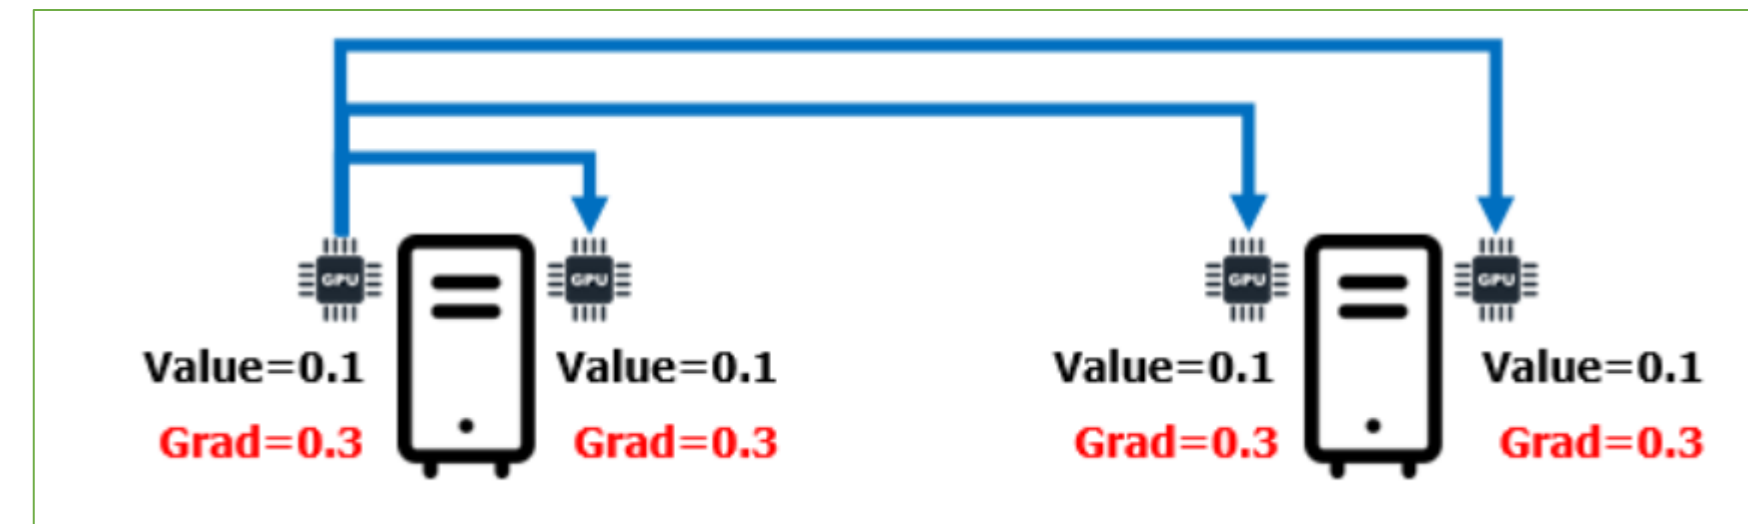 GPU GPU GPU GPU
Value=0.1 Value=0.1 Value=0.1 Value=0.1
Grad=0.3 Grad=0.3 Grad=0.3 Grad=0.3